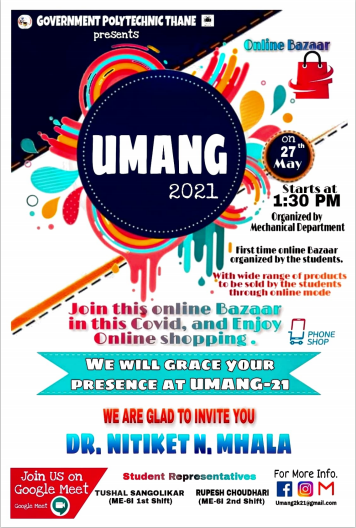 GOVERNMENT POLYTECHNIC THANE
presents
Online Bazaar
UMANG
2021
on
27th
May
Starts at
1:30 PM
Organized by
Mechanical Department
First time online Bazaar
organized by the students.
With wide range of products
to be sold by the students
through online mode
Join this online Bazaar
in this Covid, and Enjoy
Online shopping .
PHONE
SHOP
WE WILL GRACE YOUR
PRESENCE AT UMANG-21
WE ARE GLAD TO INVITE YOU
DR. NITIKET N. MHALA
Join Us on
Google Meet
Google Meet
Student Representatives
TUSHAL SANGOLIKAR
(ME-6I 1st Shift)
RUPESH CHOUDHARI
(ME-6I 2nd Shift)
For More Info.
Umang2k21@gmail.com